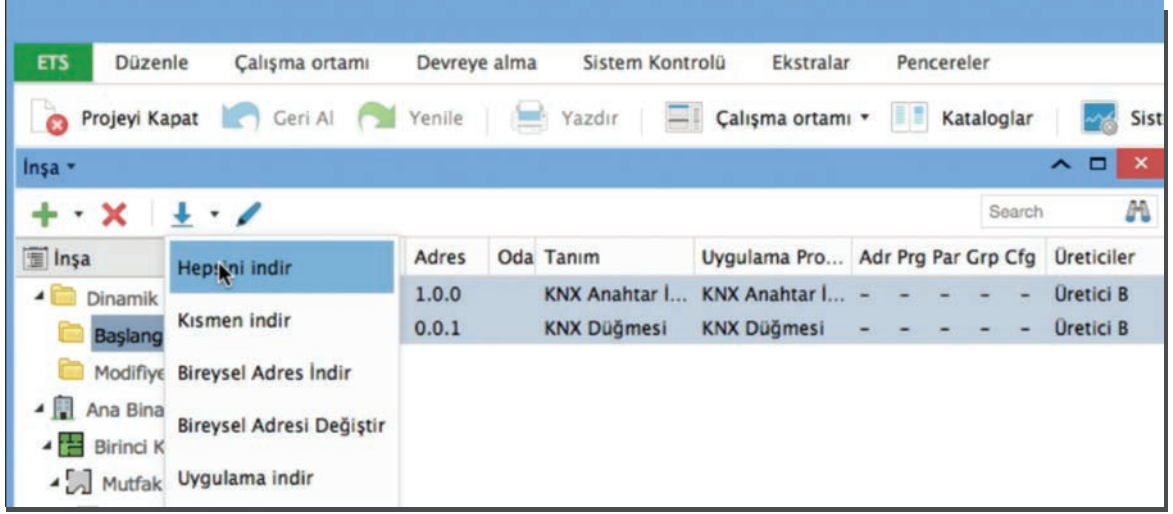 ETS Düzenle Çalışma ortamı Devreye alma Sistem Kontrolü Ekstralar Pencereler
Projeyi Kapat Geri Al Yenile Yazdır Çalışma ortamı Kataloglar Sist
İnşa
Search
İnşa Adres Oda Tanım Uygulama Pro... Adr Prg Par Grp Cfg Üreticiler
Hepsini indir
Dinamik 1.0.0 KNX Anahtar İ... KNX Anahtar İ... - - - - - Üretici B
Kısmen indir
Başlang 0.0.1 KNX Düğmesi KNX Düğmesi - - - - - Üretici B
Modifiye Bireysel Adres İndir
Ana Bina
Bireysel Adresi Değiştir
Birinci K
Mutfak Uygulama indir